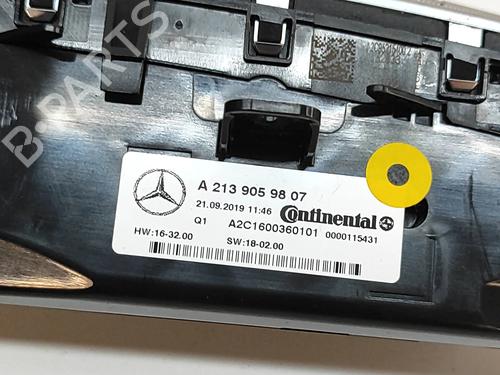 B-PARTS
A 213 905 98 07
21.09.2019 11:46 Continental
Q1 A2C1600360101 0000115431
HW:16-32.00 SW:18-02.00